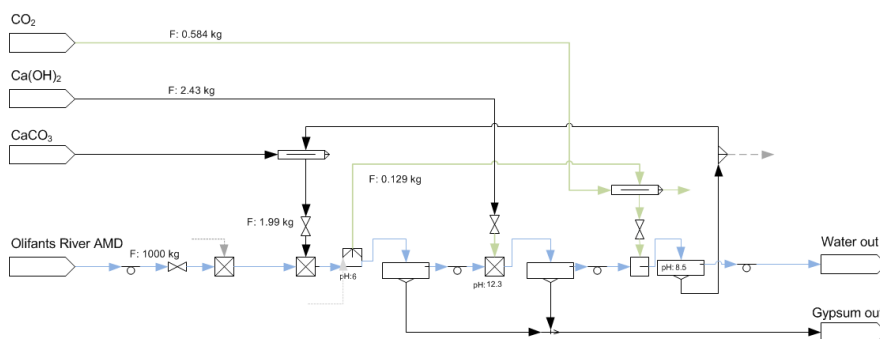 CO₂
F: 0.584 kg
Ca(OH)₂
F: 2.43 kg
CaCO₃
F: 0.129 kg
F: 1.99 kg
Olifants River AMD
F: 1000 kg
pH:6
pH:12.3
pH:8.5
Water out
Gypsum out